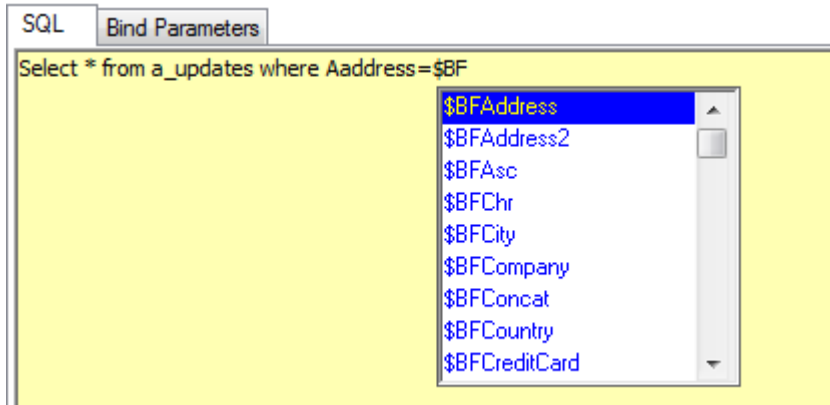 SQL
Bind Parameters
Select * from a_updates where Aaddress=$BF
$BFAddress
$BFAddress2
$BFAsc
$BFChr
$BFCity
$BFCompany
$BFConcat
$BFCountry
$BFCreditCard